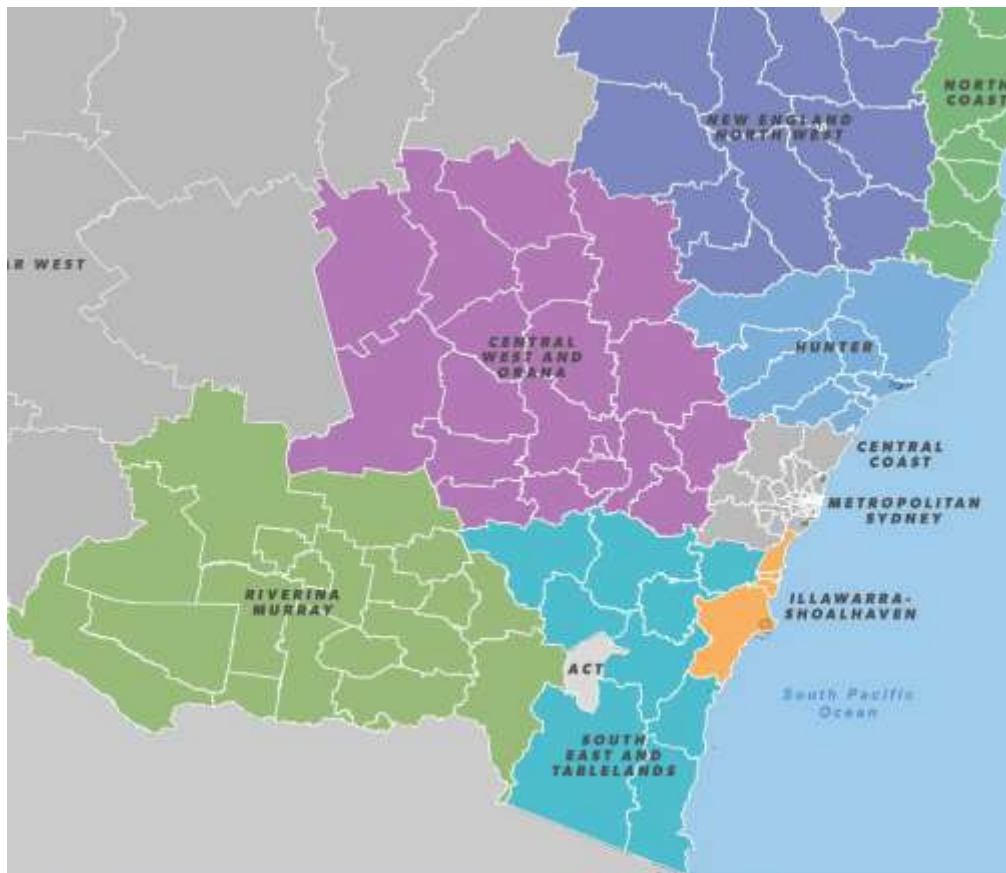 NORTH
COAST
NEW ENGLAND
NORTH WEST
AR WEST
HUNTER
CENTRAL
WEST AND
ORANA
CENTRAL
COAST
METROPOLITAN
SYDNEY
RIVERINA
MURRAY
ILLAWARRA-
SHOALHAVEN
ACT
South Pacific
Ocean
SOUTH
EAST AND
TABLELANDS